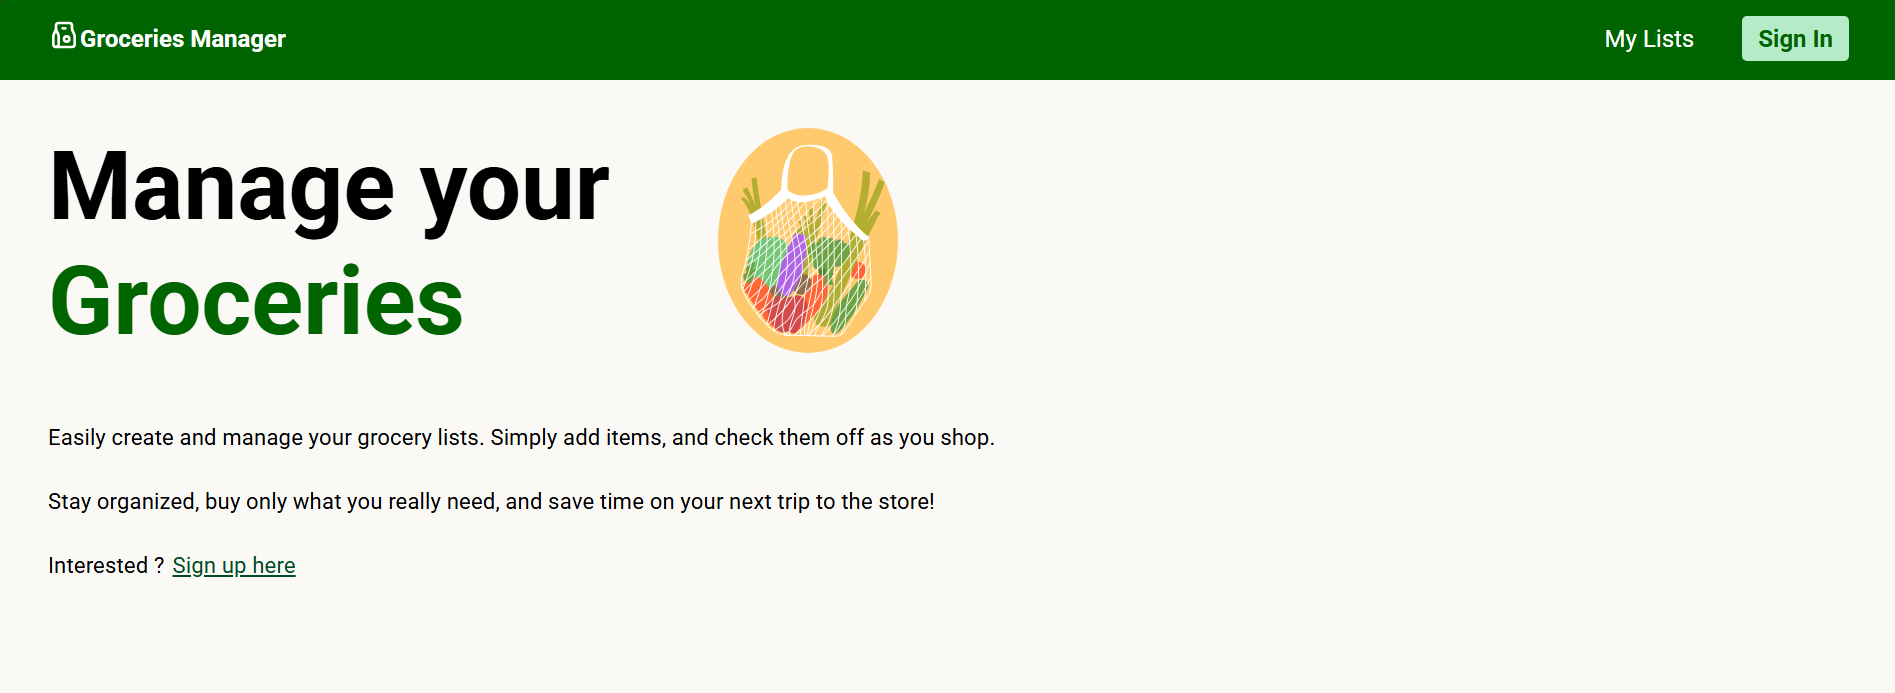 Groceries Manager
My Lists
Sign In
Manage your
Groceries
Easily create and manage your grocery lists. Simply add items, and check them off as you shop.
Stay organized, buy only what you really need, and save time on your next trip to the store!
Interested ? Sign up here